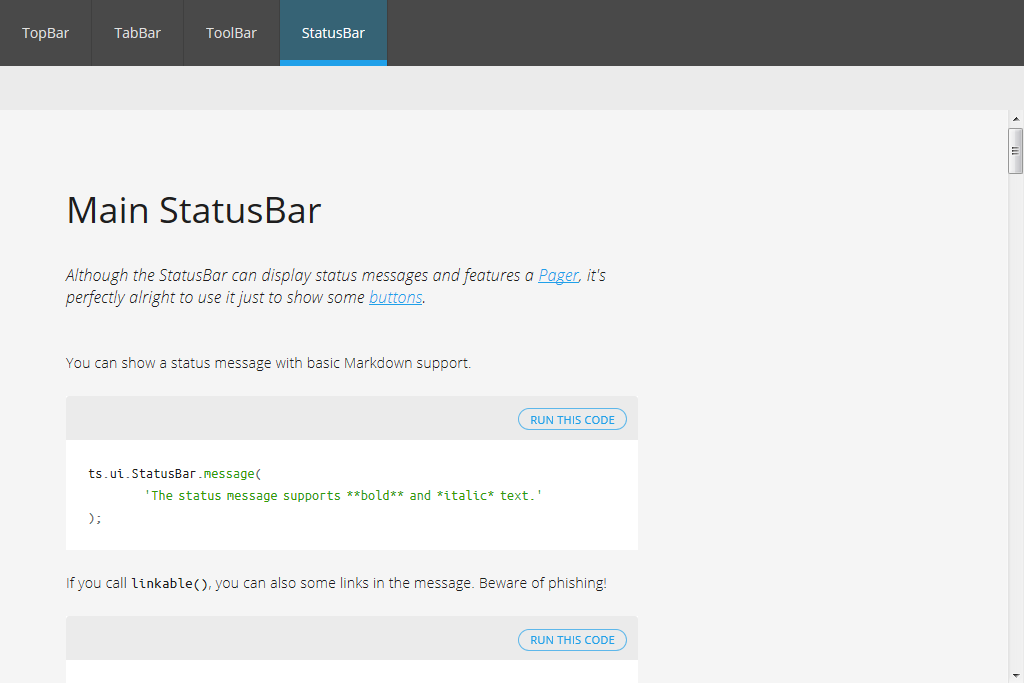 TopBar TabBar ToolBar StatusBar
Main StatusBar
Although the StatusBar can display status messages and features a Pager, it's
perfectly alright to use it just to show some buttons.
You can show a status message with basic Markdown support.
RUN THIS CODE
ts.ui.StatusBar.message(
'The status message supports **bold** and *italic* text.'
);
If you call linkable(), you can also some links in the message. Beware of phishing!
RUN THIS CODE